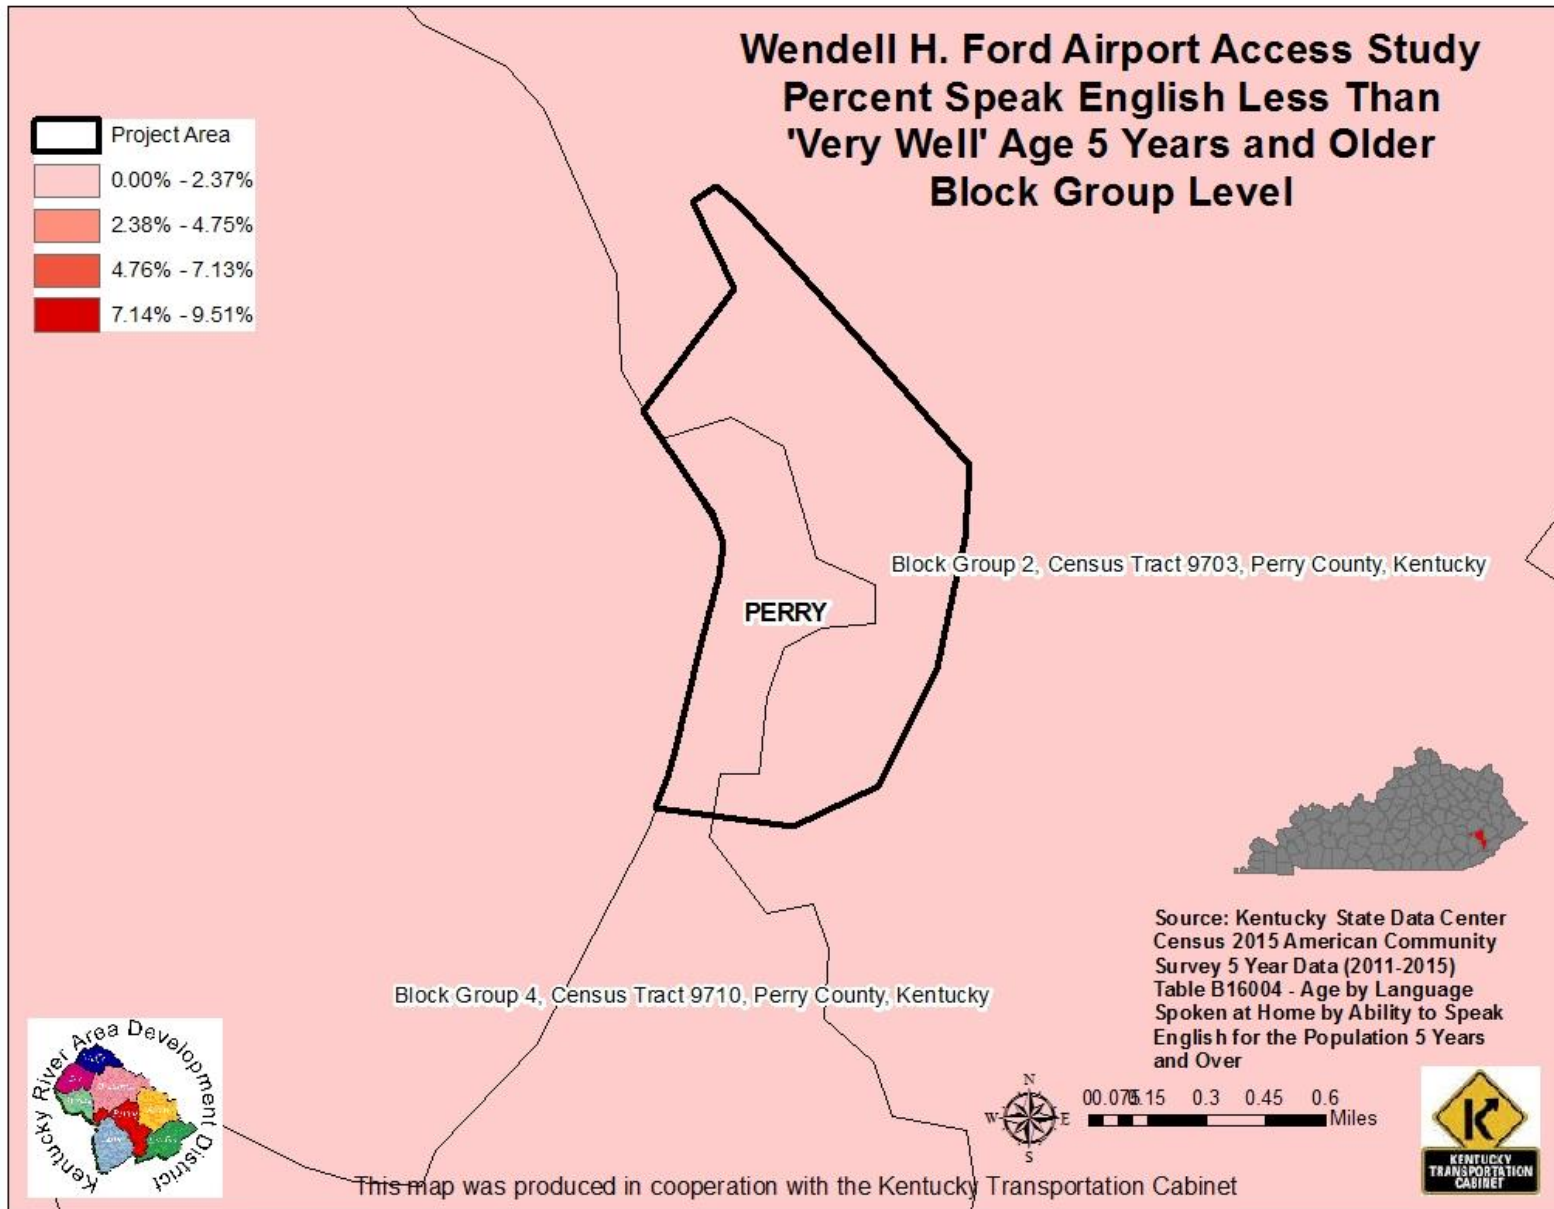 Wendell H. Ford Airport Access Study
Percent Speak English Less Than
'Very Well' Age 5 Years and Older
Block Group Level
Project Area
0.00% - 2.37%
2.38% - 4.75%
4.76% - 7.13%
7.14% - 9.51%
Block Group 2, Census Tract 9703, Perry County, Kentucky
PERRY
Block Group 4, Census Tract 9710, Perry County, Kentucky
Source: Kentucky State Data Center
Census 2015 American Community
Survey 5 Year Data (2011-2015)
Table B16004 - Age by Language
Spoken at Home by Ability to Speak
English for the Population 5 Years
and Over
Kentucky River Area Development District
Perry
N
W E
S
0 0.075 0.15 0.3 0.45 0.6
Miles
KENTUCKY
TRANSPORTATION
CABINET
This map was produced in cooperation with the Kentucky Transportation Cabinet